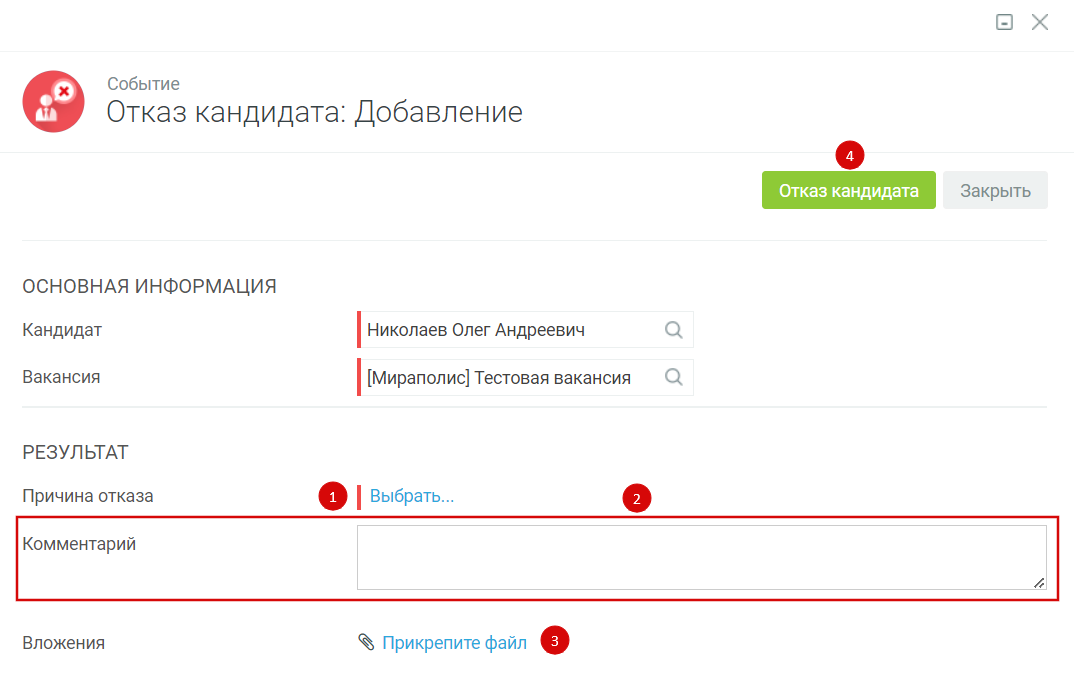 Событие
Отказ кандидата: Добавление
4
Отказ кандидата Закрыть
ОСНОВНАЯ ИНФОРМАЦИЯ
Кандидат Николаев Олег Андреевич
Вакансия [Мираполис] Тестовая вакансия
РЕЗУЛЬТАТ
Причина отказа 1 Выбрать... 2
Комментарий
Вложения Прикрепите файл 3